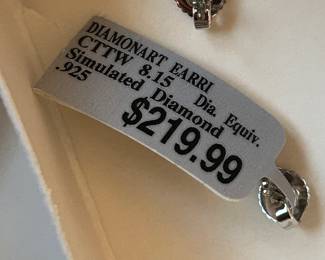 DIAMONART EARRI
CTTW 8.15 Dia. Equiv.
Simulated Diamond
.925
$219.99